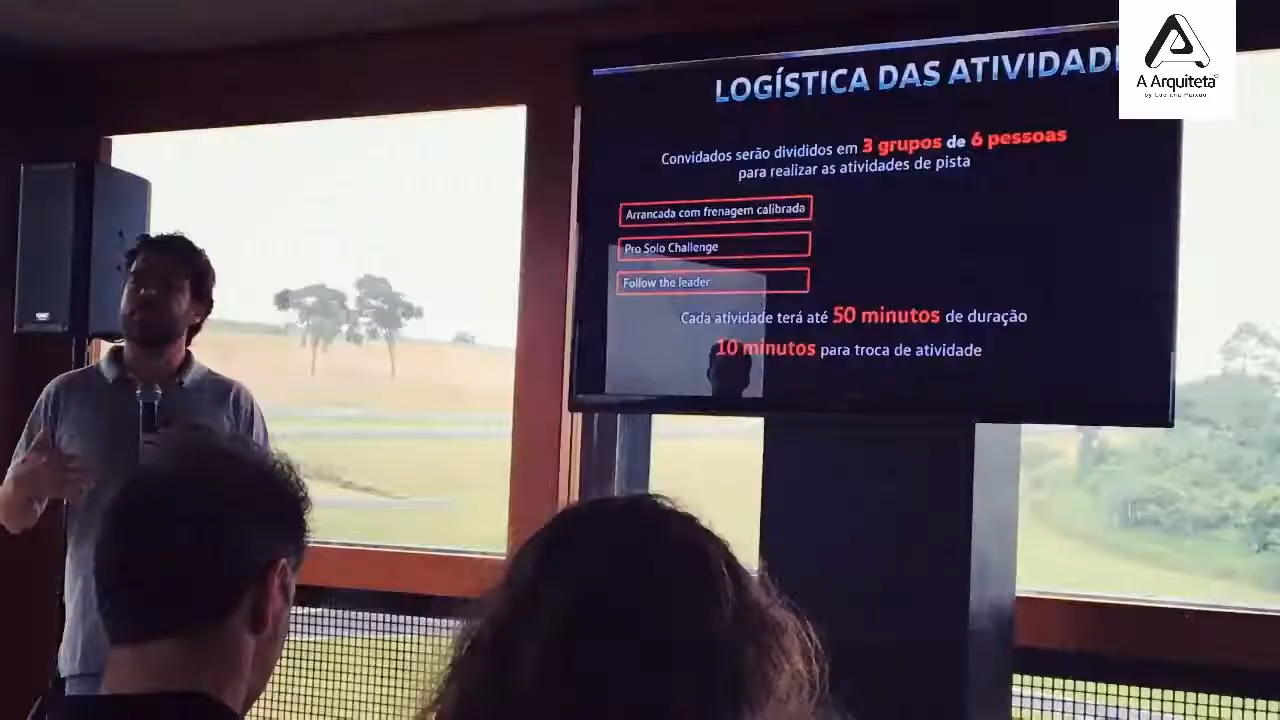 LOGÍSTICA DAS ATIVIDAD
A Arquiteta
Convidados serão divididos em 3 grupos de 6 pessoas
para realizar as atividades de pista
Arrancada com frenagem calibrada
Pro Solo Challenge
Follow the leader
Cada atividade terá até 50 minutos de duração
10 minutos para troca de atividade